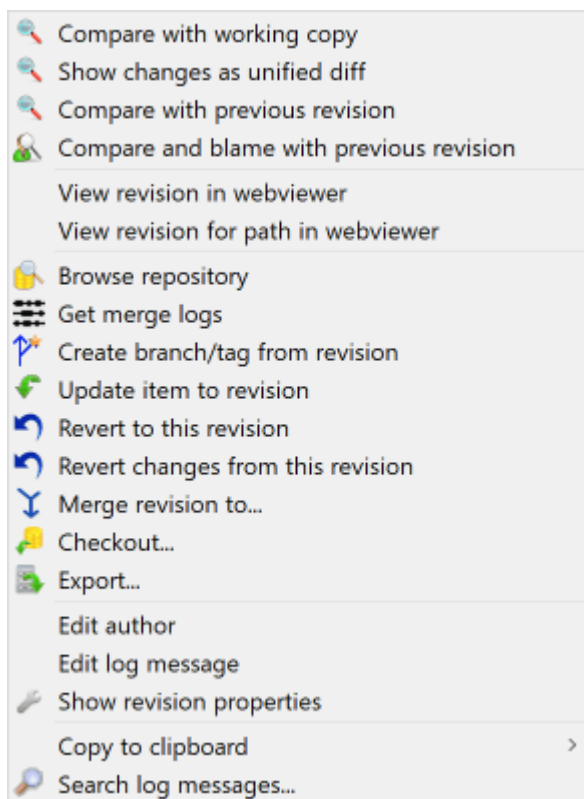 Compare with working copy
Show changes as unified diff
Compare with previous revision
Compare and blame with previous revision
View revision in webviewer
View revision for path in webviewer
Browse repository
Get merge logs
Create branch/tag from revision
Update item to revision
Revert to this revision
Revert changes from this revision
Merge revision to...
Checkout...
Export...
Edit author
Edit log message
Show revision properties
Copy to clipboard
Search log messages...